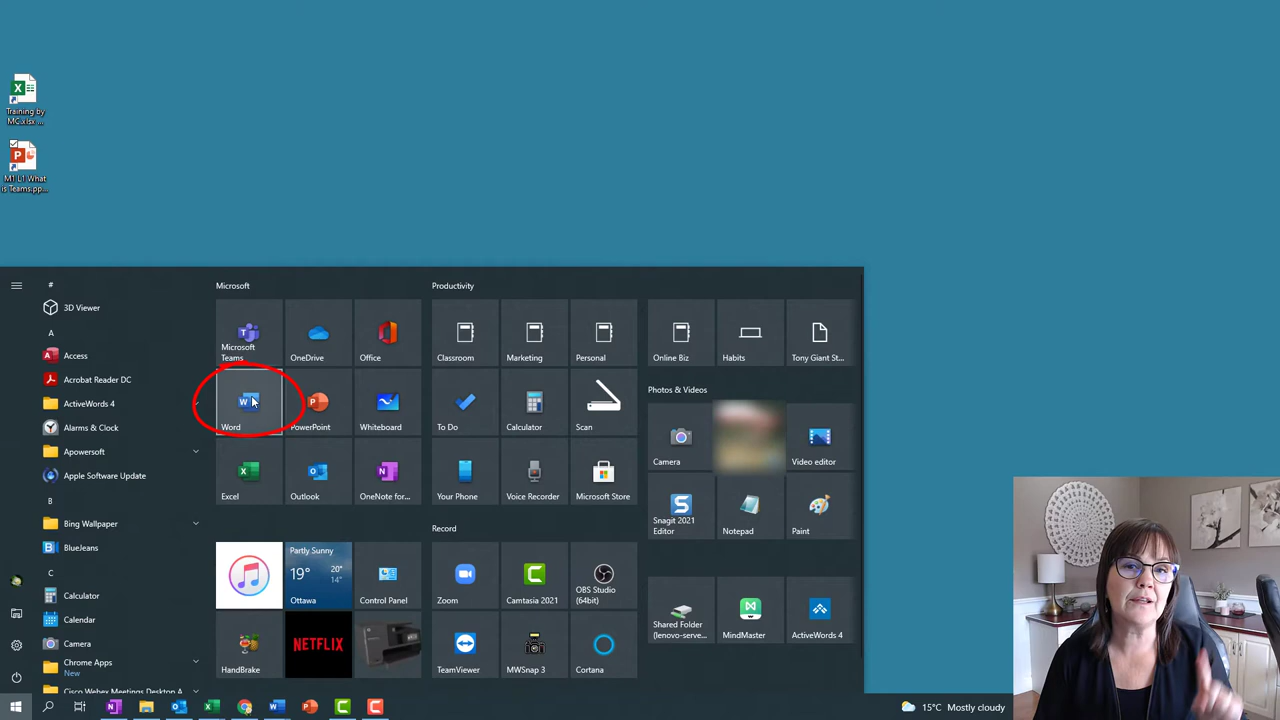 Training by
MC.xlsx...
M1 L1 What
is Teams.pp...
#
3D Viewer
A
Access
Acrobat Reader DC
ActiveWords 4
Alarms & Clock
Apowersoft
Apple Software Update
B
Bing Wallpaper
BlueJeans
C
Calculator
Calendar
Camera
Chrome Apps
New
Cisco Webex Meetings Desktop A
Microsoft
Microsoft
Teams
OneDrive
Office
Word
PowerPoint
Whiteboard
Excel
Outlook
OneNote for...
Partly Sunny
19°
20°
14°
Ottawa
Control Panel
HandBrake
NETFLIX
Productivity
Classroom
Marketing
Personal
To Do
Calculator
Scan
Your Phone
Voice Recorder
Microsoft Store
Record
Zoom
Camtasia 2021
OBS Studio
(64bit)
TeamViewer
MWSnap 3
Cortana
Online Biz
Habits
Tony Giant St...
Photos & Videos
Camera
Video editor
Snagit 2021
Editor
Notepad
Paint
Shared Folder
(lenovo-serve...
MindMaster
ActiveWords 4
15°C Mostly cloudy